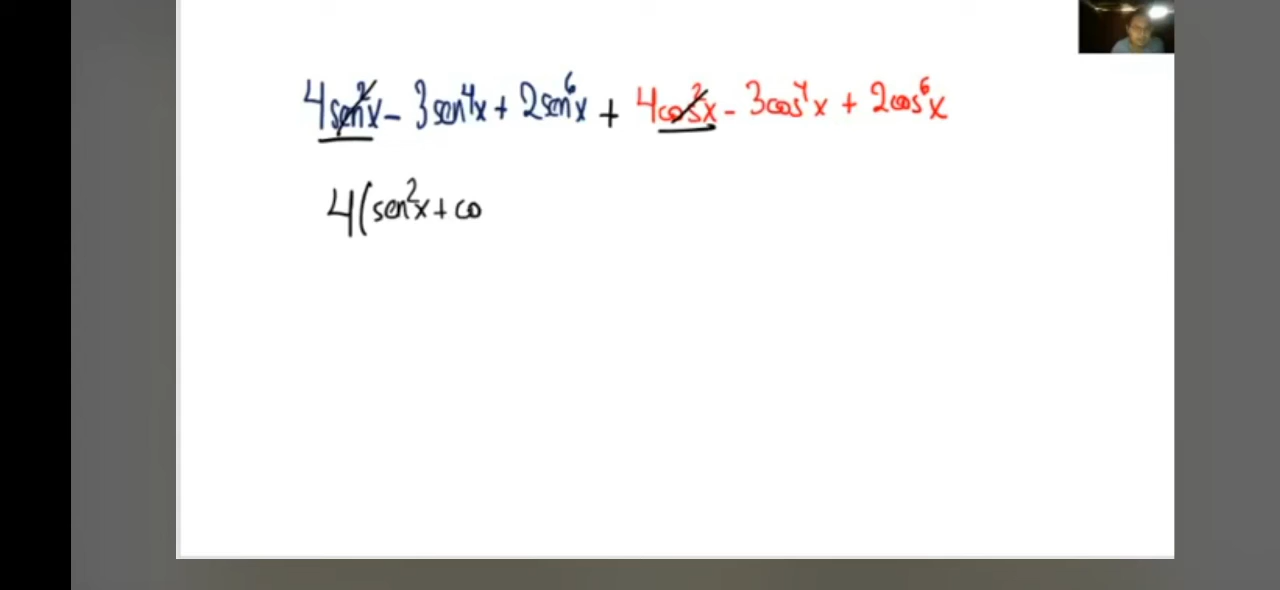 4sen²x - 3sen⁴x + 2sen⁶x + 4cos²x - 3cos⁴x + 2cos⁶x
4(sen²x + co